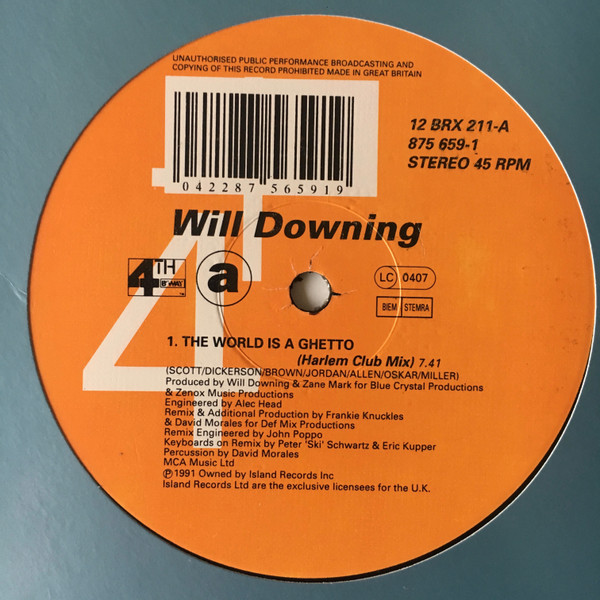 UNAUTHORISED PUBLIC PERFORMANCE BROADCASTING AND
COPYING OF THIS RECORD PROHIBITED MADE IN GREAT BRITAIN
12 BRX 211-A
875 659-1
STEREO 45 RPM
0 42287 565919
Will Downing
4TH
B'WAY
TM
a
LC 0407
BIEM STEMRA
1. THE WORLD IS A GHETTO
(Harlem Club Mix) 7.41
(SCOTT/DICKERSON/BROWN/JORDAN/ALLEN/OSKAR/MILLER)
Produced by Will Downing & Zane Mark for Blue Crystal Productions
& Zenox Music Productions
Engineered by Alec Head
Remix & Additional Production by Frankie Knuckles
& David Morales for Def Mix Productions
Remix Engineered by John Poppo
Keyboards on Remix by Peter 'Ski' Schwartz & Eric Kupper
Percussion by David Morales
MCA Music Ltd
℗1991 Owned by Island Records Inc
Island Records Ltd are the exclusive licensees for the U.K.